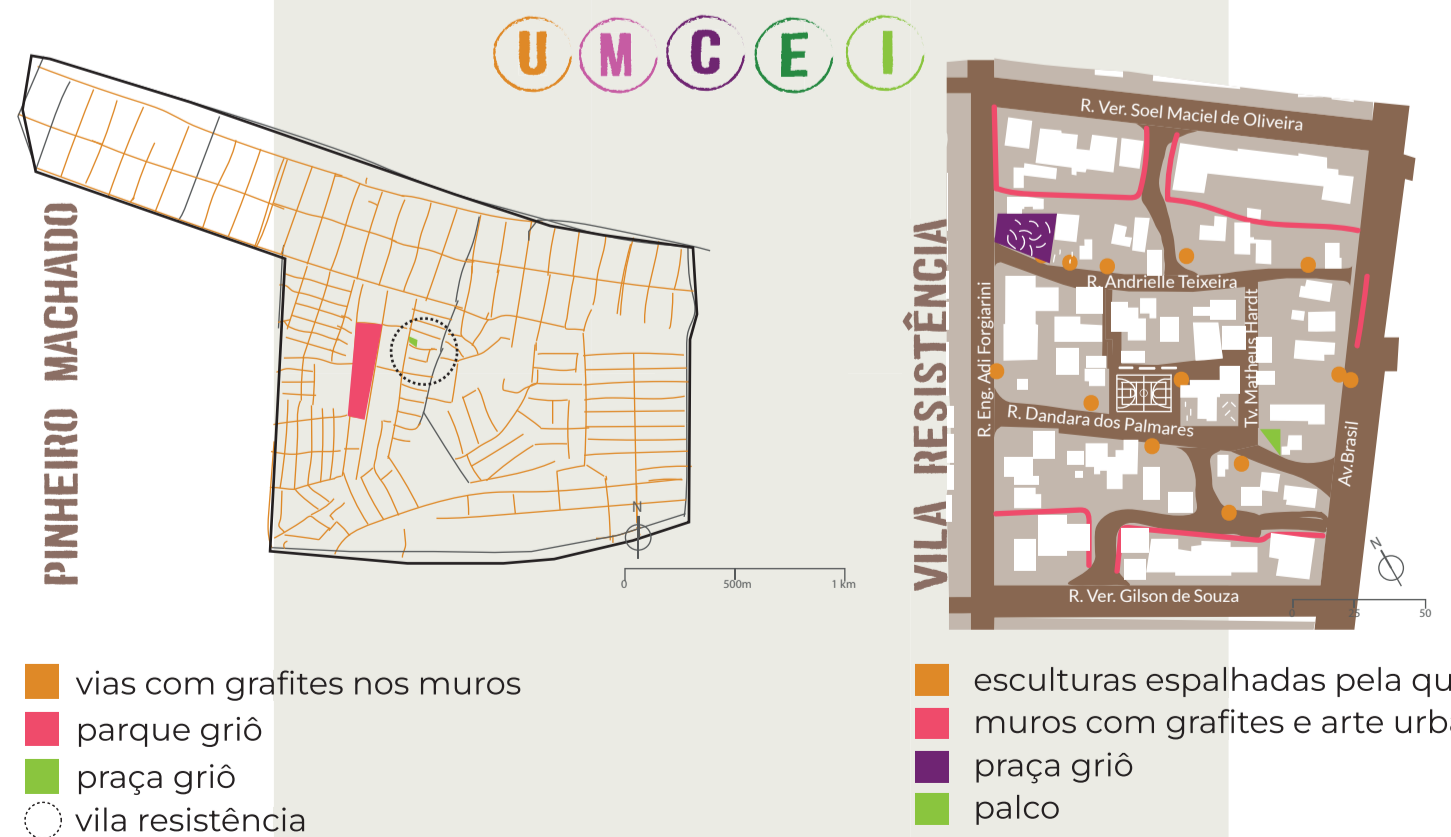 U M C E I
PINHEIRO MACHADO
N
0 500m 1 km
vias com grafites nos muros
parque griô
praça griô
vila resistência
VILA RESISTÊNCIA
R. Ver. Soel Maciel de Oliveira
R. Andrielle Teixeira
R. Eng. Adi Forgiarini
Tv. Matheus Hardt
R. Dandara dos Palmares
Av.Brasil
R. Ver. Gilson de Souza
N
0 25 50
esculturas espalhadas pela qu
muros com grafites e arte urb
praça griô
palco